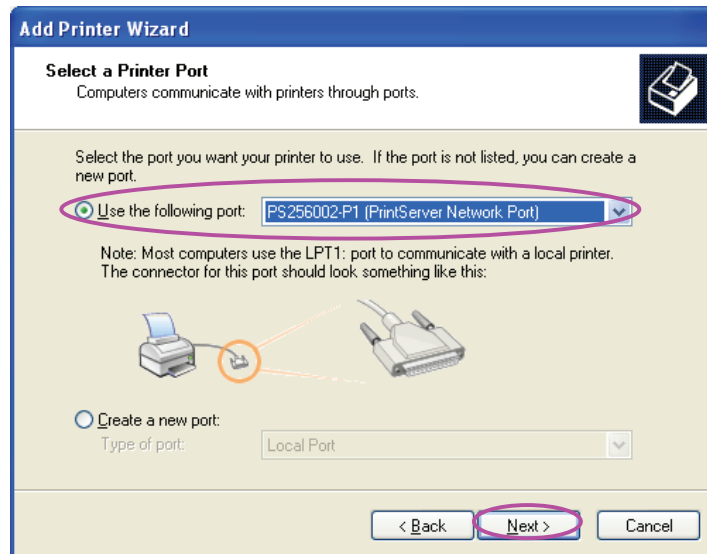 Add Printer Wizard
Select a Printer Port
Computers communicate with printers through ports.
Select the port you want your printer to use. If the port is not listed, you can create a
new port.
Use the following port: PS256002-P1 (PrintServer Network Port)
Note: Most computers use the LPT1: port to communicate with a local printer.
The connector for this port should look something like this:
Create a new port:
Type of port: Local Port
< Back Next > Cancel